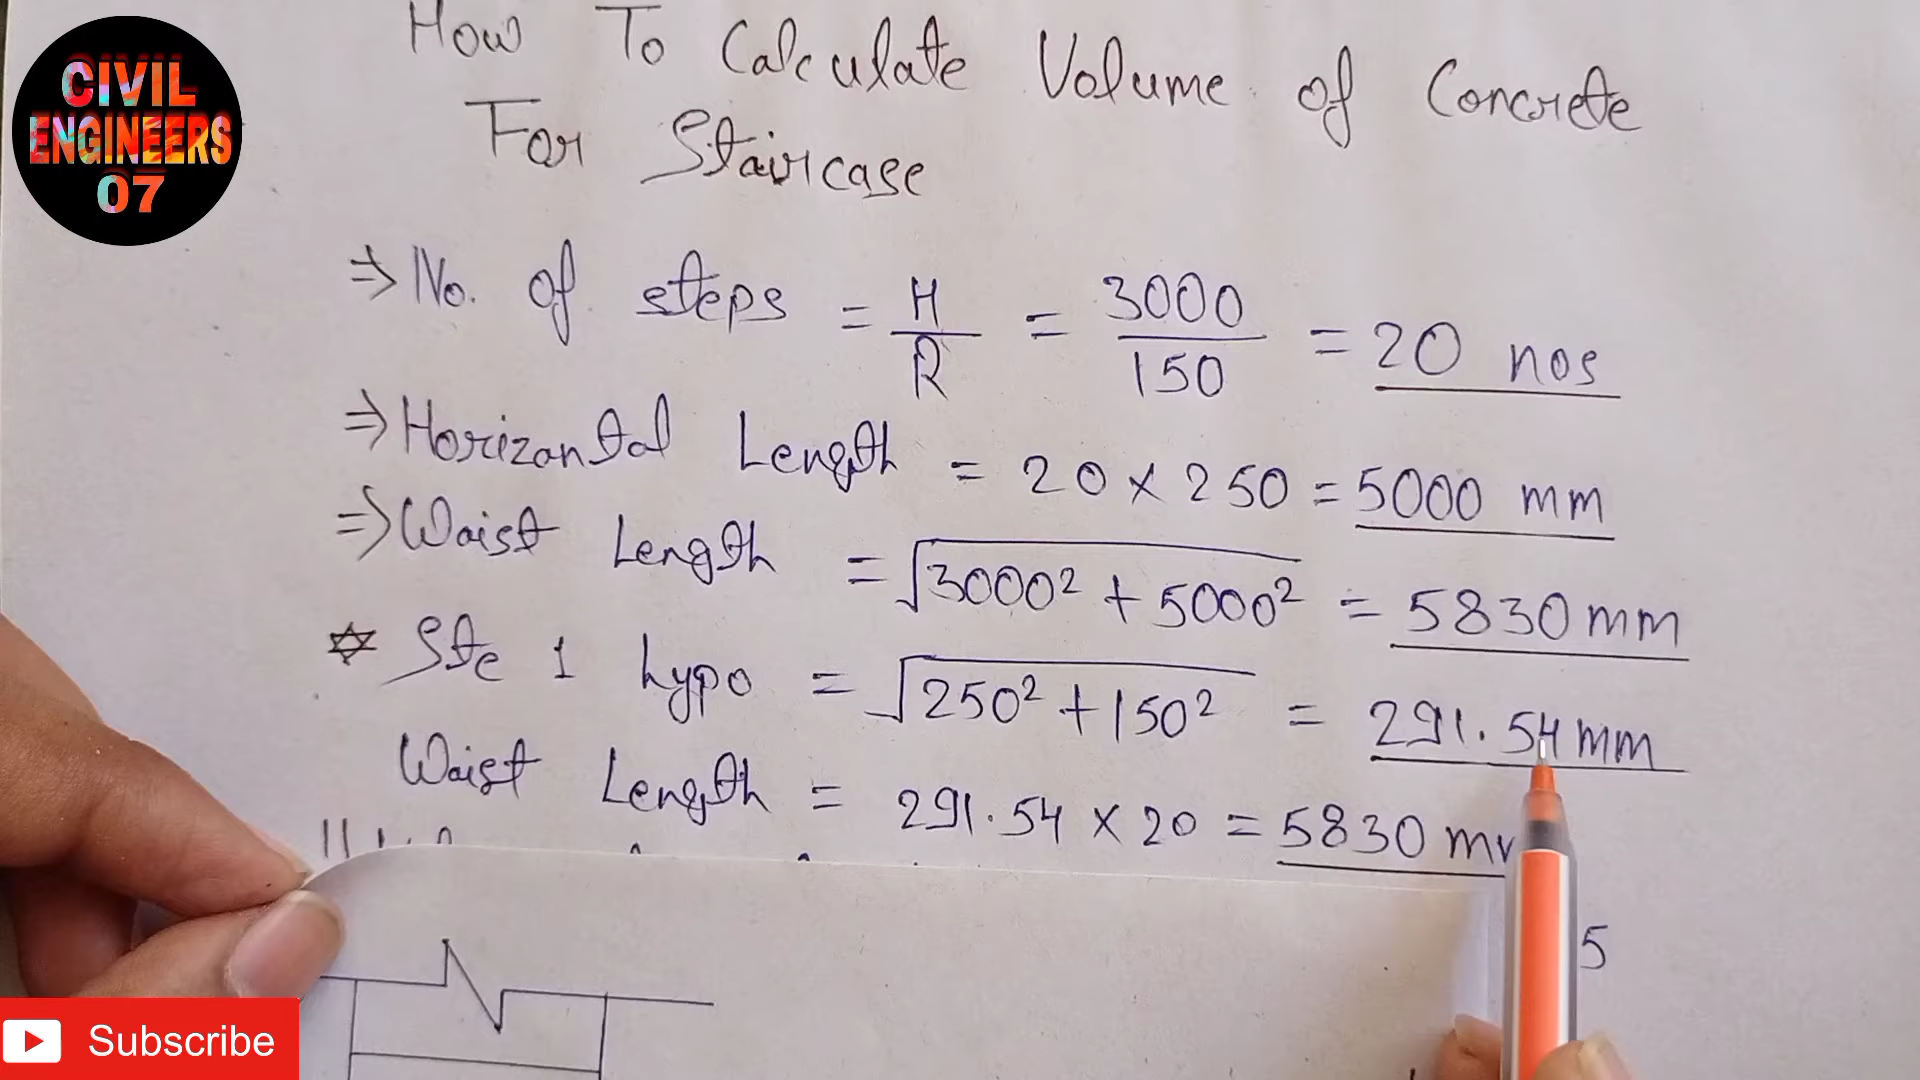 CIVIL
ENGINEERS
07
How To Calculate Volume of Concrete
For Staircase
⇒ No. of steps = H/R = 3000/150 = 20 nos
⇒ Horizontal Length = 20 × 250 = 5000 mm
⇒ Waist Length = √3000² + 5000² = 5830 mm
✡ Ste 1 hypo = √250² + 150² = 291.54 mm
Waist Length = 291.54 × 20 = 5830 m
5
Subscribe